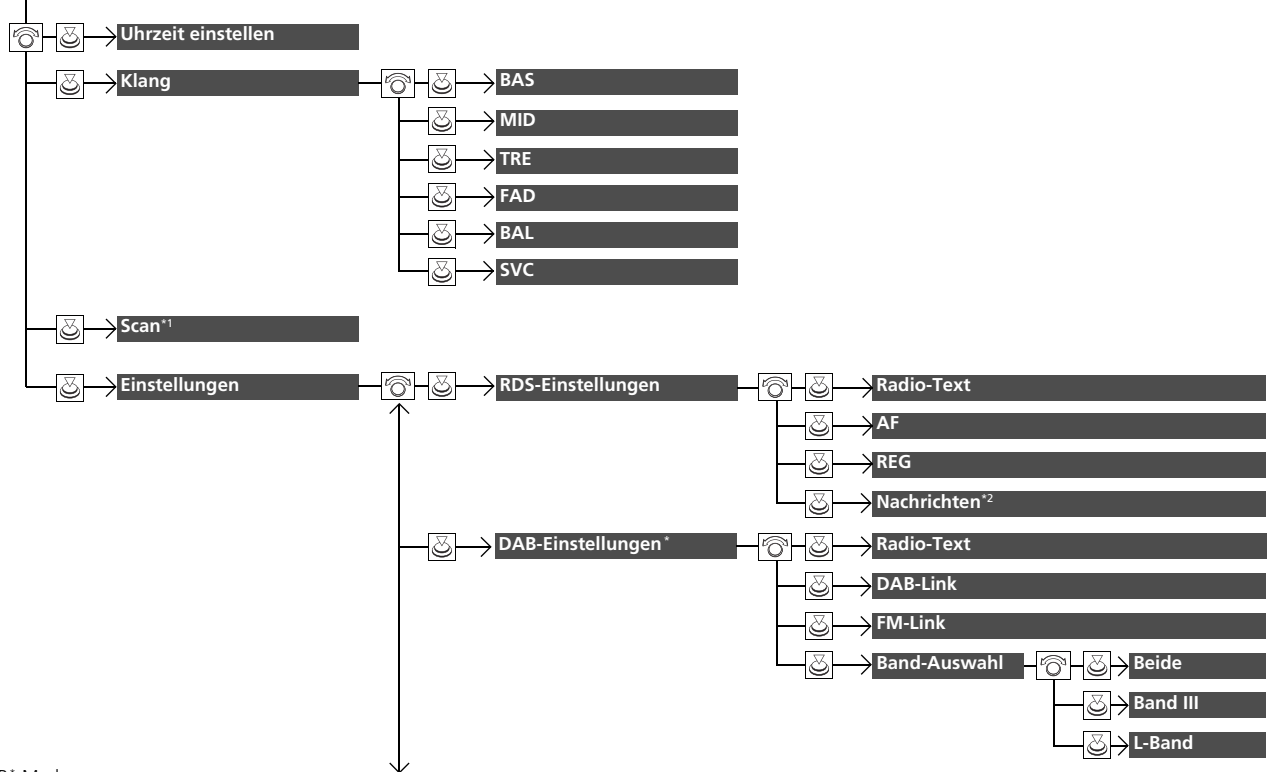 Uhrzeit einstellen
Klang
BAS
MID
TRE
FAD
BAL
SVC
Scan*1
Einstellungen
RDS-Einstellungen
Radio-Text
AF
REG
Nachrichten*2
DAB-Einstellungen*
Radio-Text
DAB-Link
FM-Link
Band-Auswahl
Beide
Band III
L-Band